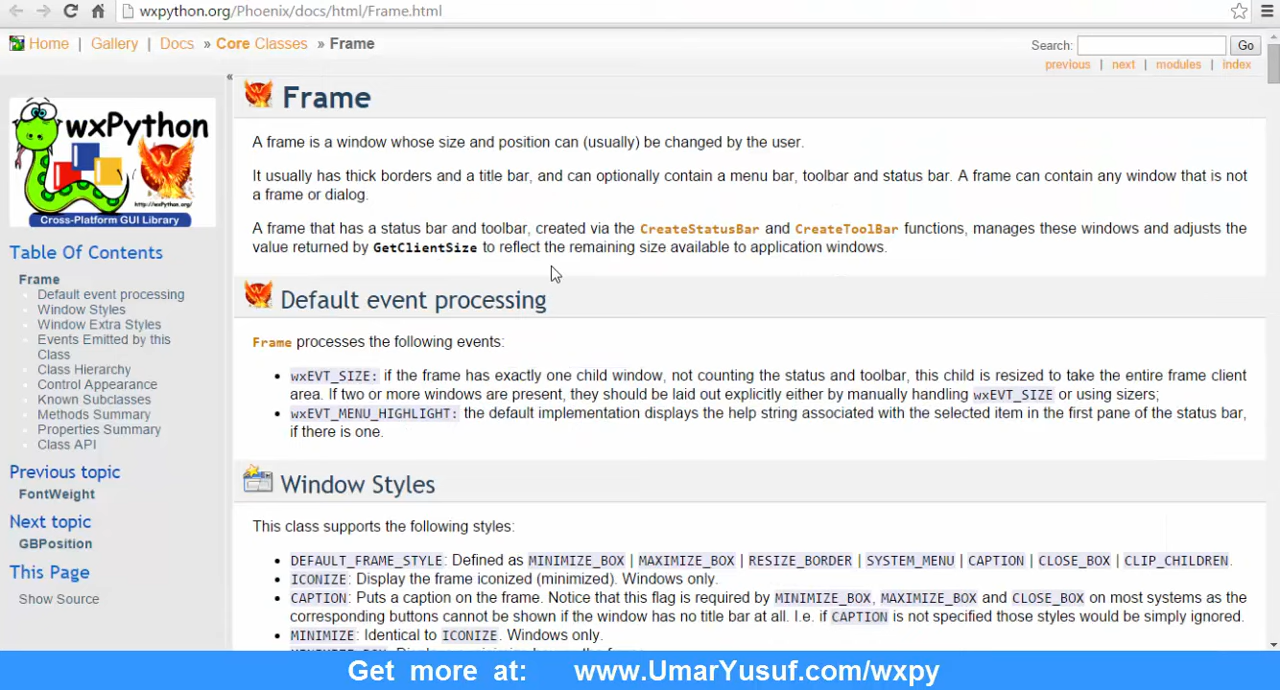 wxpython.org/Phoenix/docs/html/Frame.html
Home | Gallery | Docs » Core Classes » Frame
Search: Go
previous | next | modules | index
«
wxPython
http://wxPython.org/
Cross-Platform GUI Library
Table Of Contents
Frame
Default event processing
Window Styles
Window Extra Styles
Events Emitted by this
Class
Class Hierarchy
Control Appearance
Known Subclasses
Methods Summary
Properties Summary
Class API
Previous topic
FontWeight
Next topic
GBPosition
This Page
Show Source
Frame
A frame is a window whose size and position can (usually) be changed by the user.
It usually has thick borders and a title bar, and can optionally contain a menu bar, toolbar and status bar. A frame can contain any window that is not
a frame or dialog.
A frame that has a status bar and toolbar, created via the CreateStatusBar and CreateToolBar functions, manages these windows and adjusts the
value returned by GetClientSize to reflect the remaining size available to application windows.
Default event processing
Frame processes the following events:
• wxEVT_SIZE: if the frame has exactly one child window, not counting the status and toolbar, this child is resized to take the entire frame client
area. If two or more windows are present, they should be laid out explicitly either by manually handling wxEVT_SIZE or using sizers;
• wxEVT_MENU_HIGHLIGHT: the default implementation displays the help string associated with the selected item in the first pane of the status bar,
if there is one.
Window Styles
This class supports the following styles:
• DEFAULT_FRAME_STYLE: Defined as MINIMIZE_BOX | MAXIMIZE_BOX | RESIZE_BORDER | SYSTEM_MENU | CAPTION | CLOSE_BOX | CLIP_CHILDREN.
• ICONIZE: Display the frame iconized (minimized). Windows only.
• CAPTION: Puts a caption on the frame. Notice that this flag is required by MINIMIZE_BOX, MAXIMIZE_BOX and CLOSE_BOX on most systems as the
corresponding buttons cannot be shown if the window has no title bar at all. I.e. if CAPTION is not specified those styles would be simply ignored.
• MINIMIZE: Identical to ICONIZE. Windows only.
Get more at: www.UmarYusuf.com/wxpy